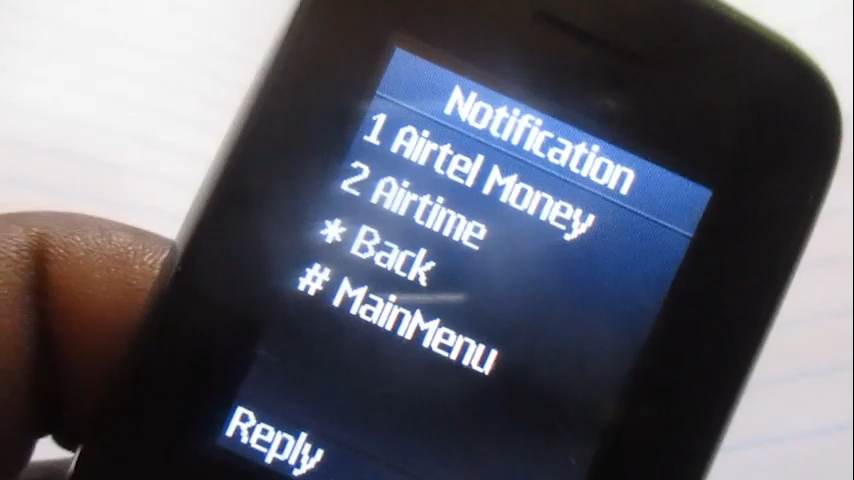 Notification
1 Airtel Money
2 Airtime
* Back
# MainMenu
Reply